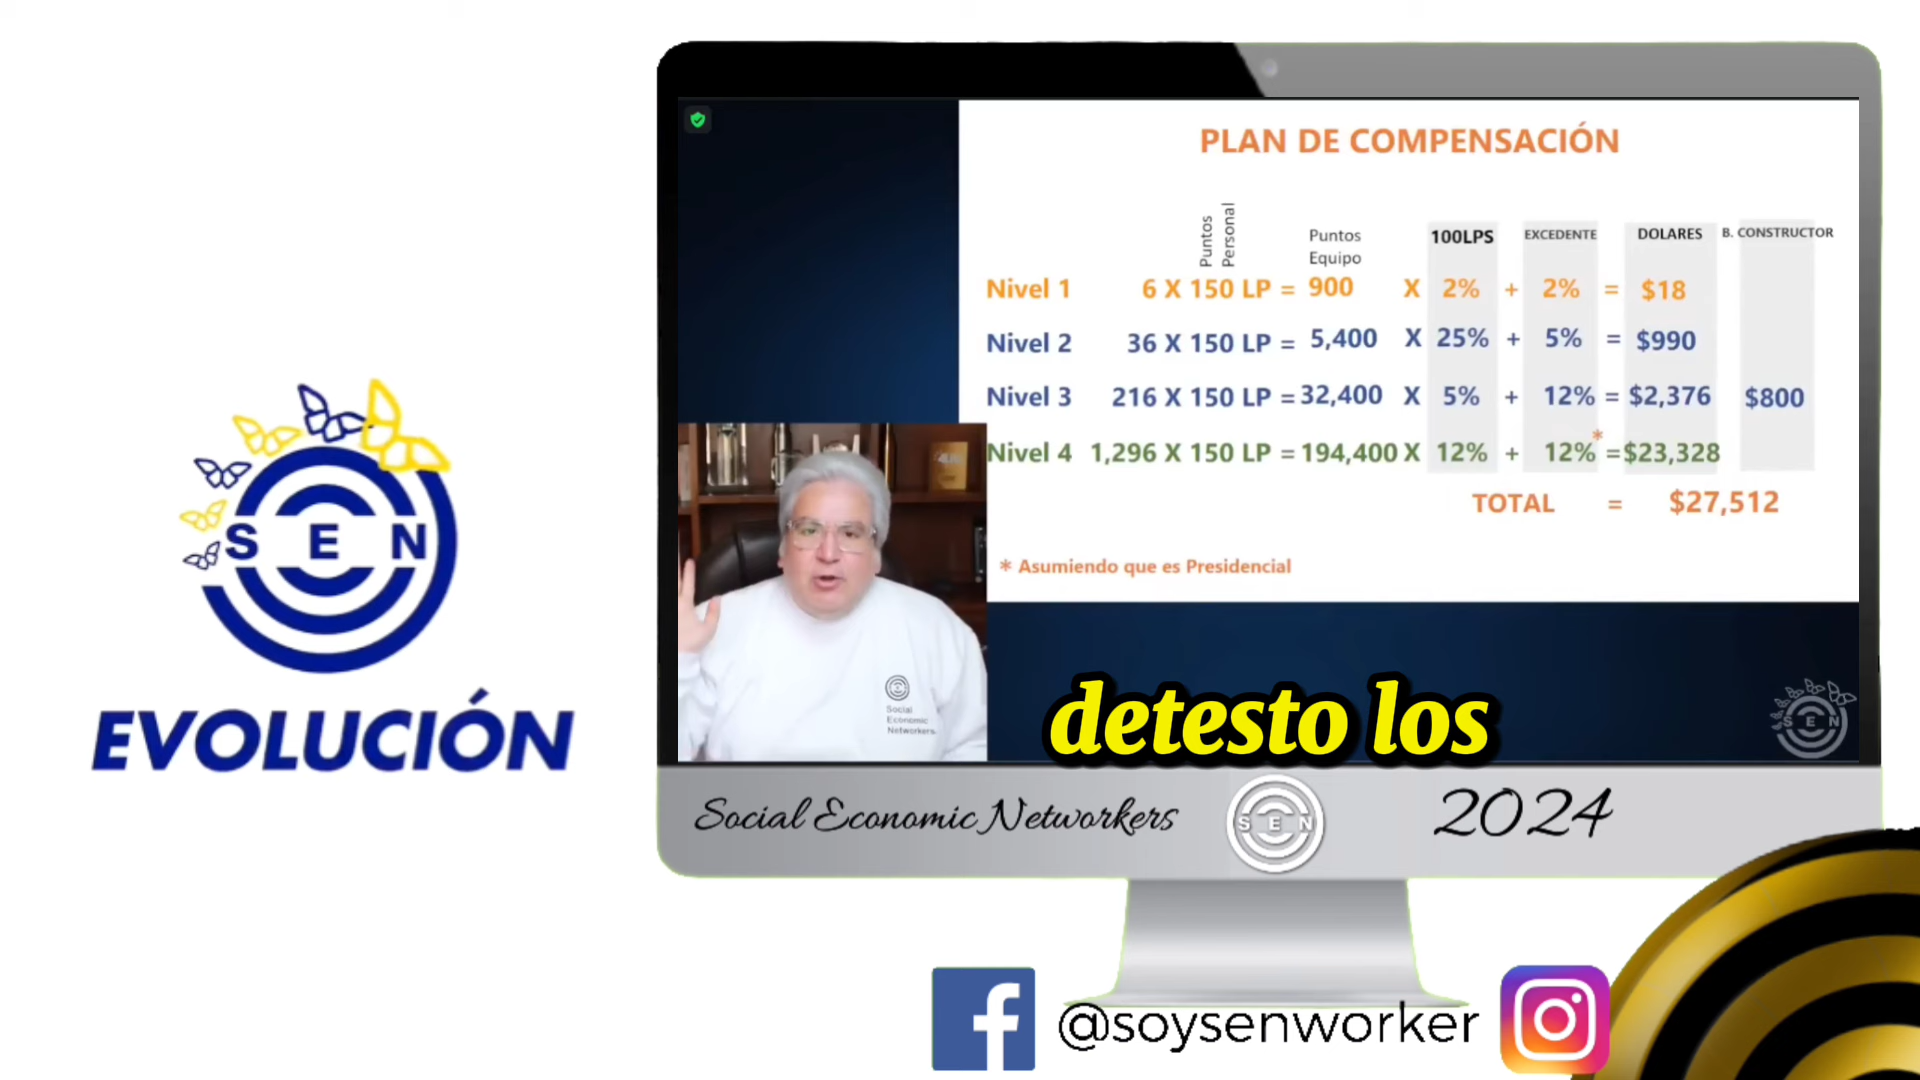 S E N
EVOLUCIÓN
PLAN DE COMPENSACIÓN
Puntos Personal
Puntos Equipo
100LPS
EXCEDENTE
DOLARES
B. CONSTRUCTOR
Nivel 1 6 X 150 LP = 900 X 2% + 2% = $18
Nivel 2 36 X 150 LP = 5,400 X 25% + 5% = $990
Nivel 3 216 X 150 LP = 32,400 X 5% + 12% = $2,376 $800
Nivel 4 1,296 X 150 LP = 194,400 X 12% + 12%* = $23,328
TOTAL = $27,512
* Asumiendo que es Presidencial
Social
Economic
Networkers.
detesto los
S E N
Social Economic Networkers
S E N
2024
f
@soysenworker